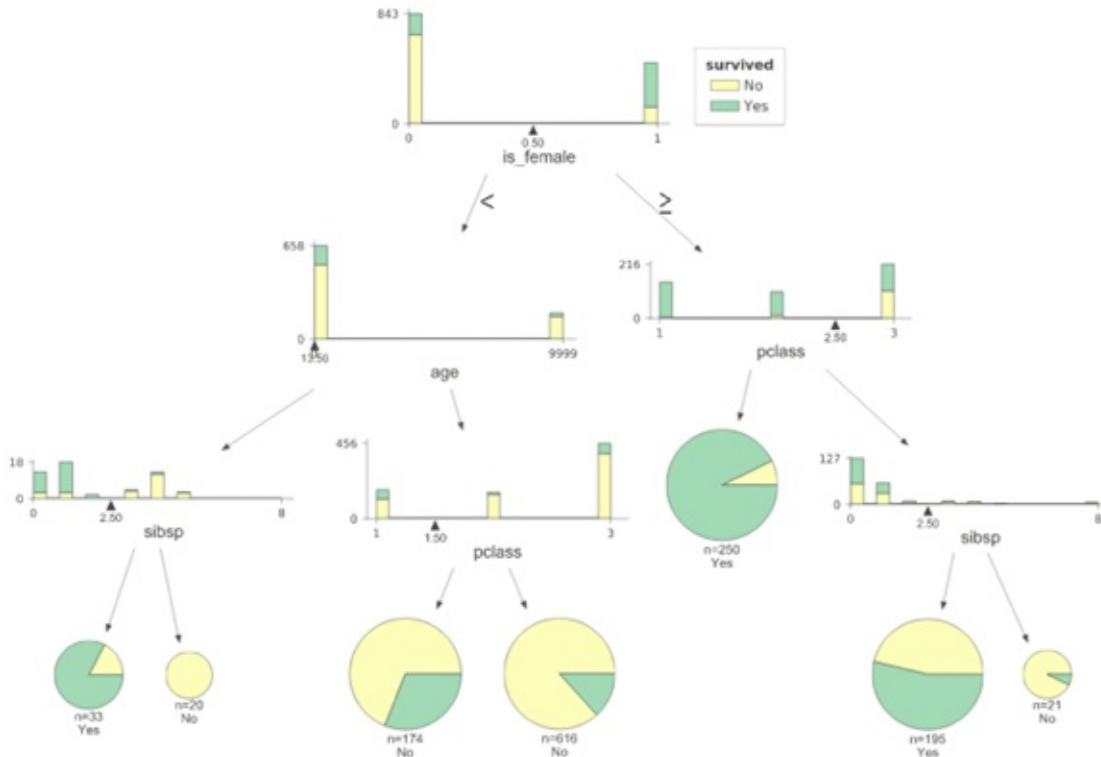 843
0
0
1
0.50
is_female
survived
No
Yes
<
≥
658
0
9999
age
216
0
1
3
2.50
pclass
18
0
0
8
2.50
sibsp
456
0
1
3
1.50
pclass
n=250
Yes
127
0
0
8
2.50
sibsp
n=33
Yes
n=20
No
n=174
No
n=616
No
n=195
Yes
n=21
No